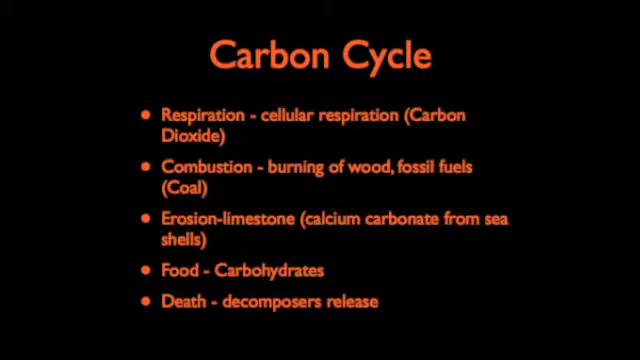 Carbon Cycle
• Respiration - cellular respiration (Carbon
Dioxide)
• Combustion - burning of wood, fossil fuels
(Coal)
• Erosion-limestone (calcium carbonate from sea
shells)
• Food - Carbohydrates
• Death - decomposers release